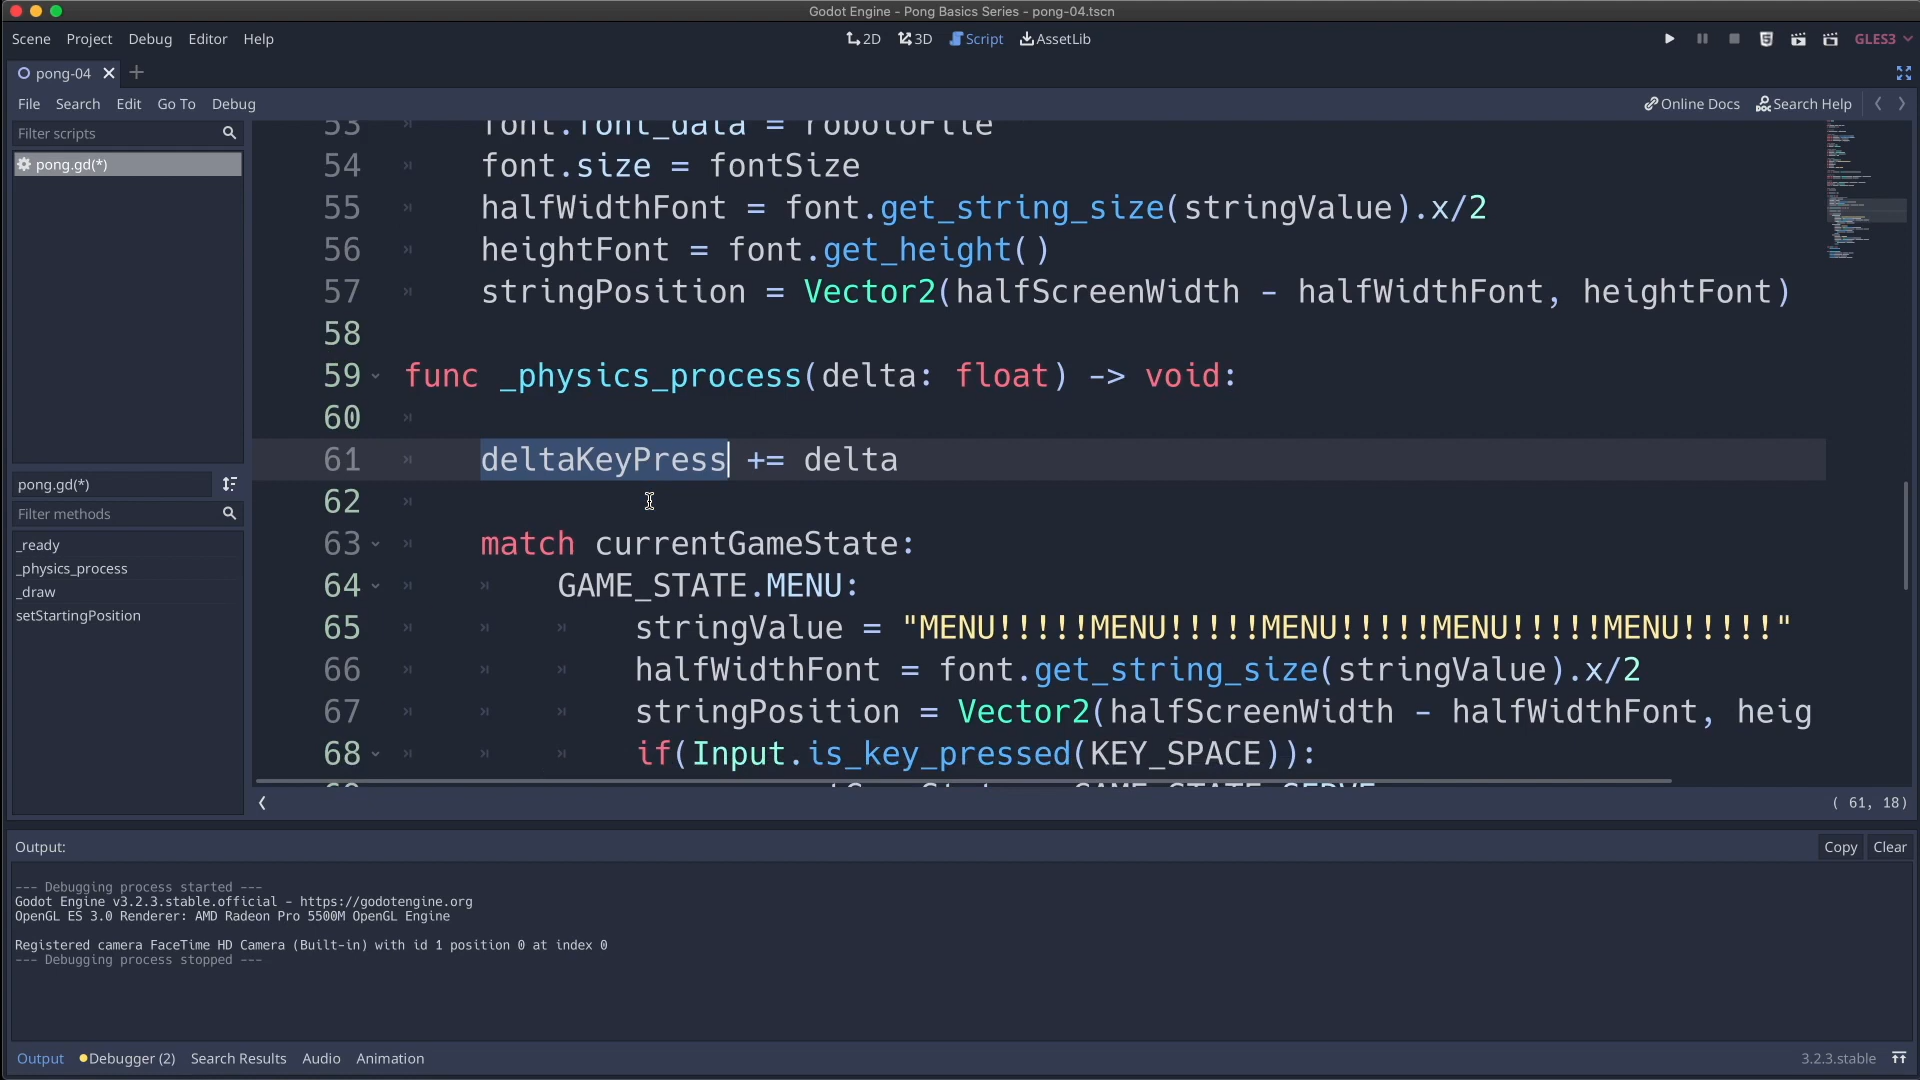 Godot Engine - Pong Basics Series - pong-04.tscn
Scene Project Debug Editor Help
2D 3D Script AssetLib
GLES3
pong-04
File Search Edit Go To Debug
Online Docs Search Help
Filter scripts
pong.gd(*)
pong.gd(*)
Filter methods
_ready
_physics_process
_draw
setStartingPosition
53 font.font_data = robotoFile
54 font.size = fontSize
55 halfWidthFont = font.get_string_size(stringValue).x/2
56 heightFont = font.get_height()
57 stringPosition = Vector2(halfScreenWidth - halfWidthFont, heightFont)
58
59 func _physics_process(delta: float) -> void:
60
61 deltaKeyPress += delta
62
63 match currentGameState:
64 GAME_STATE.MENU:
65 stringValue = "MENU!!!!!MENU!!!!!MENU!!!!!MENU!!!!!MENU!!!!!"
66 halfWidthFont = font.get_string_size(stringValue).x/2
67 stringPosition = Vector2(halfScreenWidth - halfWidthFont, heig
68 if(Input.is_key_pressed(KEY_SPACE)):
( 61, 18)
Output:
Copy Clear
--- Debugging process started ---
Godot Engine v3.2.3.stable.official - https://godotengine.org
OpenGL ES 3.0 Renderer: AMD Radeon Pro 5500M OpenGL Engine
Registered camera FaceTime HD Camera (Built-in) with id 1 position 0 at index 0
--- Debugging process stopped ---
Output Debugger (2) Search Results Audio Animation
3.2.3.stable